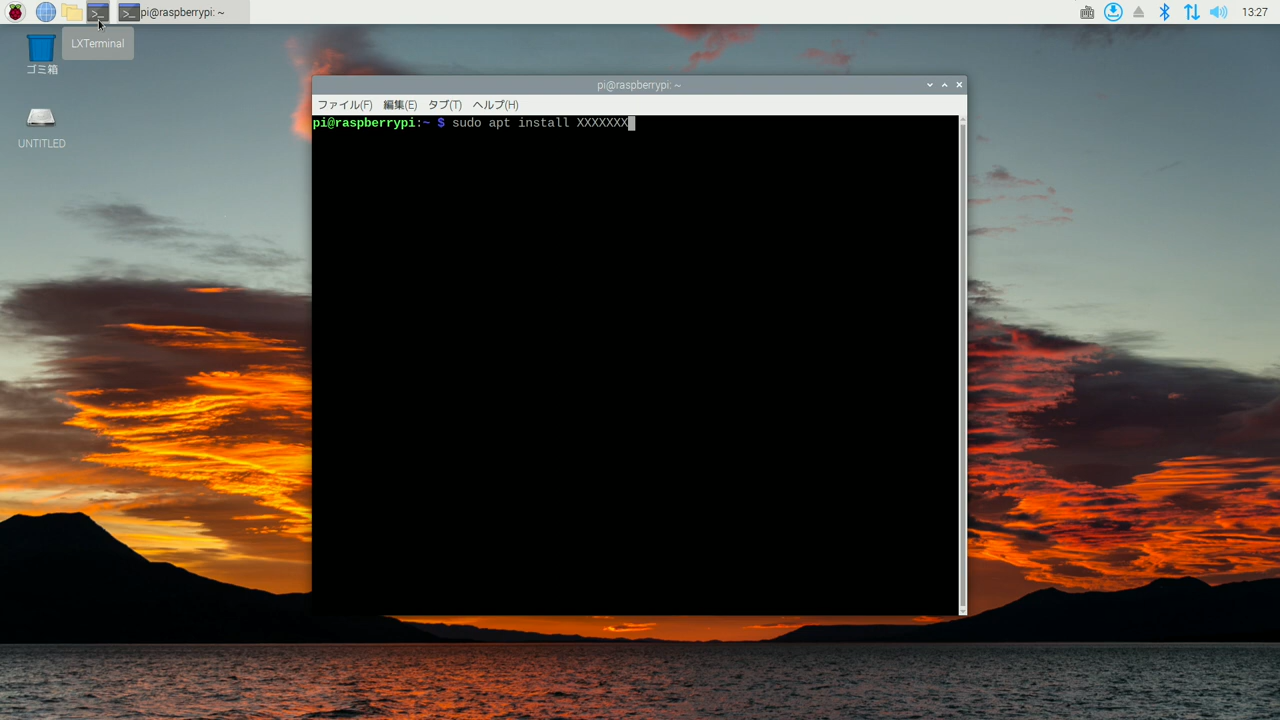 pi@raspberrypi: ~
13:27
LXTerminal
ゴミ箱
UNTITLED
pi@raspberrypi: ~
ファイル(F) 編集(E) タブ(T) ヘルプ(H)
pi@raspberrypi:~ $ sudo apt install XXXXXXX